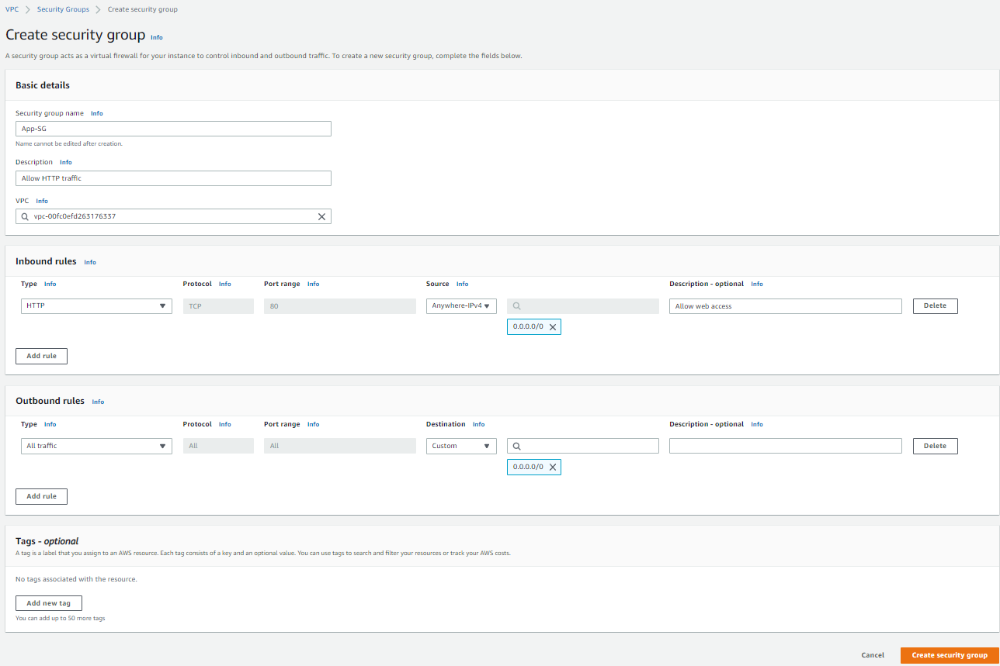 VPC > Security Groups > Create security group
Create security group Info
A security group acts as a virtual firewall for your instance to control inbound and outbound traffic. To create a new security group, complete the fields below.
Basic details
Security group name Info
App-SG
Name cannot be edited after creation.
Description Info
Allow HTTP traffic
VPC Info
vpc-00fc0efd263176337
Inbound rules Info
Type Info Protocol Info Port range Info Source Info Description - optional Info
HTTP TCP 80 Anywhere-IPv4 Allow web access Delete
0.0.0.0/0
Add rule
Outbound rules Info
Type Info Protocol Info Port range Info Destination Info Description - optional Info
All traffic All All Custom Delete
0.0.0.0/0
Add rule
Tags - optional
A tag is a label that you assign to an AWS resource. Each tag consists of a key and an optional value. You can use tags to search and filter your resources or track your AWS costs.
No tags associated with the resource.
Add new tag
You can add up to 50 more tags
Cancel Create security group